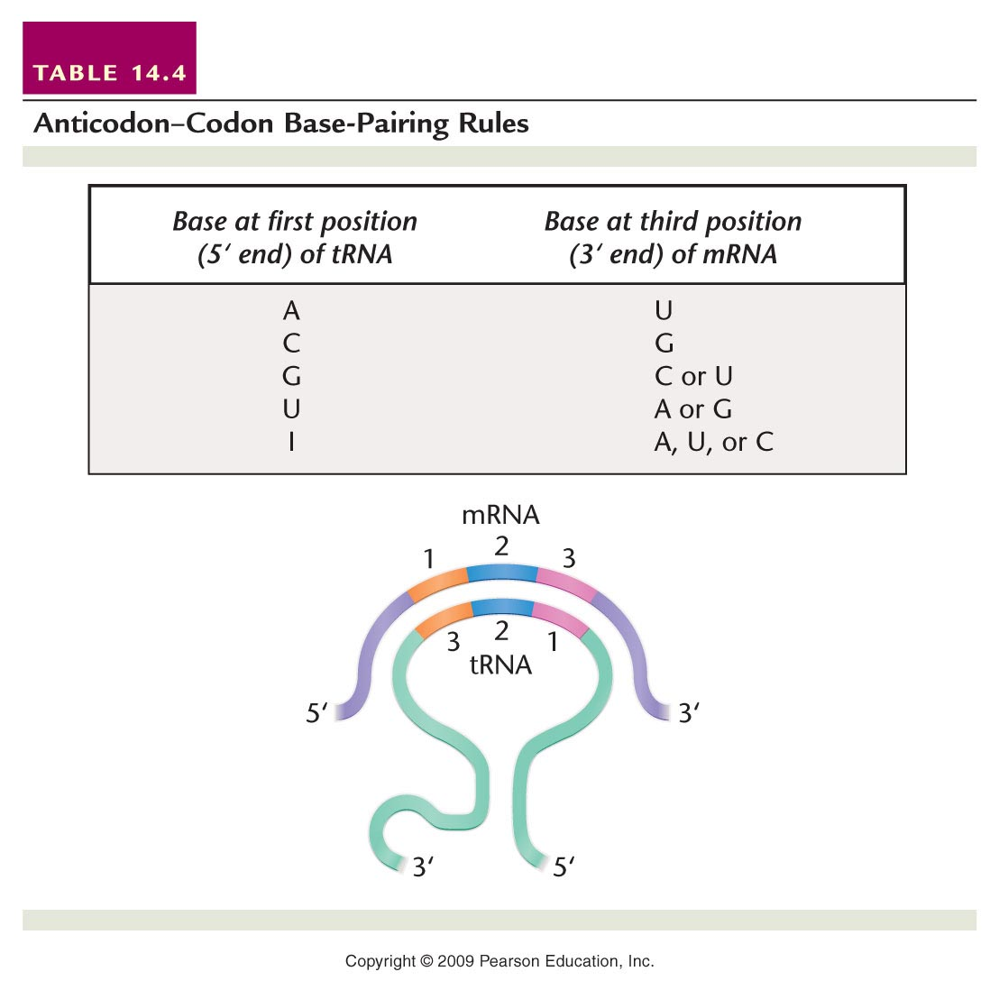 TABLE 14.4
Anticodon–Codon Base-Pairing Rules
Base at first position Base at third position
(5′ end) of tRNA (3′ end) of mRNA
A U
C G
G C or U
U A or G
I A, U, or C
mRNA
1 2 3
3 2 1
tRNA
5′ 3′
3′ 5′
Copyright © 2009 Pearson Education, Inc.